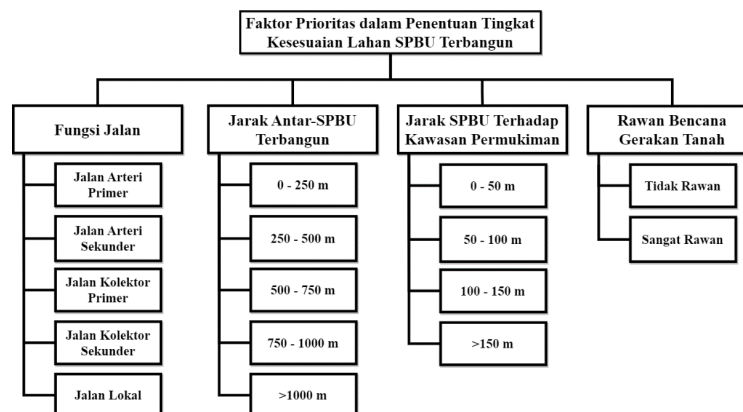 Faktor Prioritas dalam Penentuan Tingkat
Kesesuaian Lahan SPBU Terbangun
Fungsi Jalan
Jalan Arteri
Primer
Jalan Arteri
Sekunder
Jalan Kolektor
Primer
Jalan Kolektor
Sekunder
Jalan Lokal
Jarak Antar-SPBU
Terbangun
0 - 250 m
250 - 500 m
500 - 750 m
750 - 1000 m
>1000 m
Jarak SPBU Terhadap
Kawasan Permukiman
0 - 50 m
50 - 100 m
100 - 150 m
>150 m
Rawan Bencana
Gerakan Tanah
Tidak Rawan
Sangat Rawan